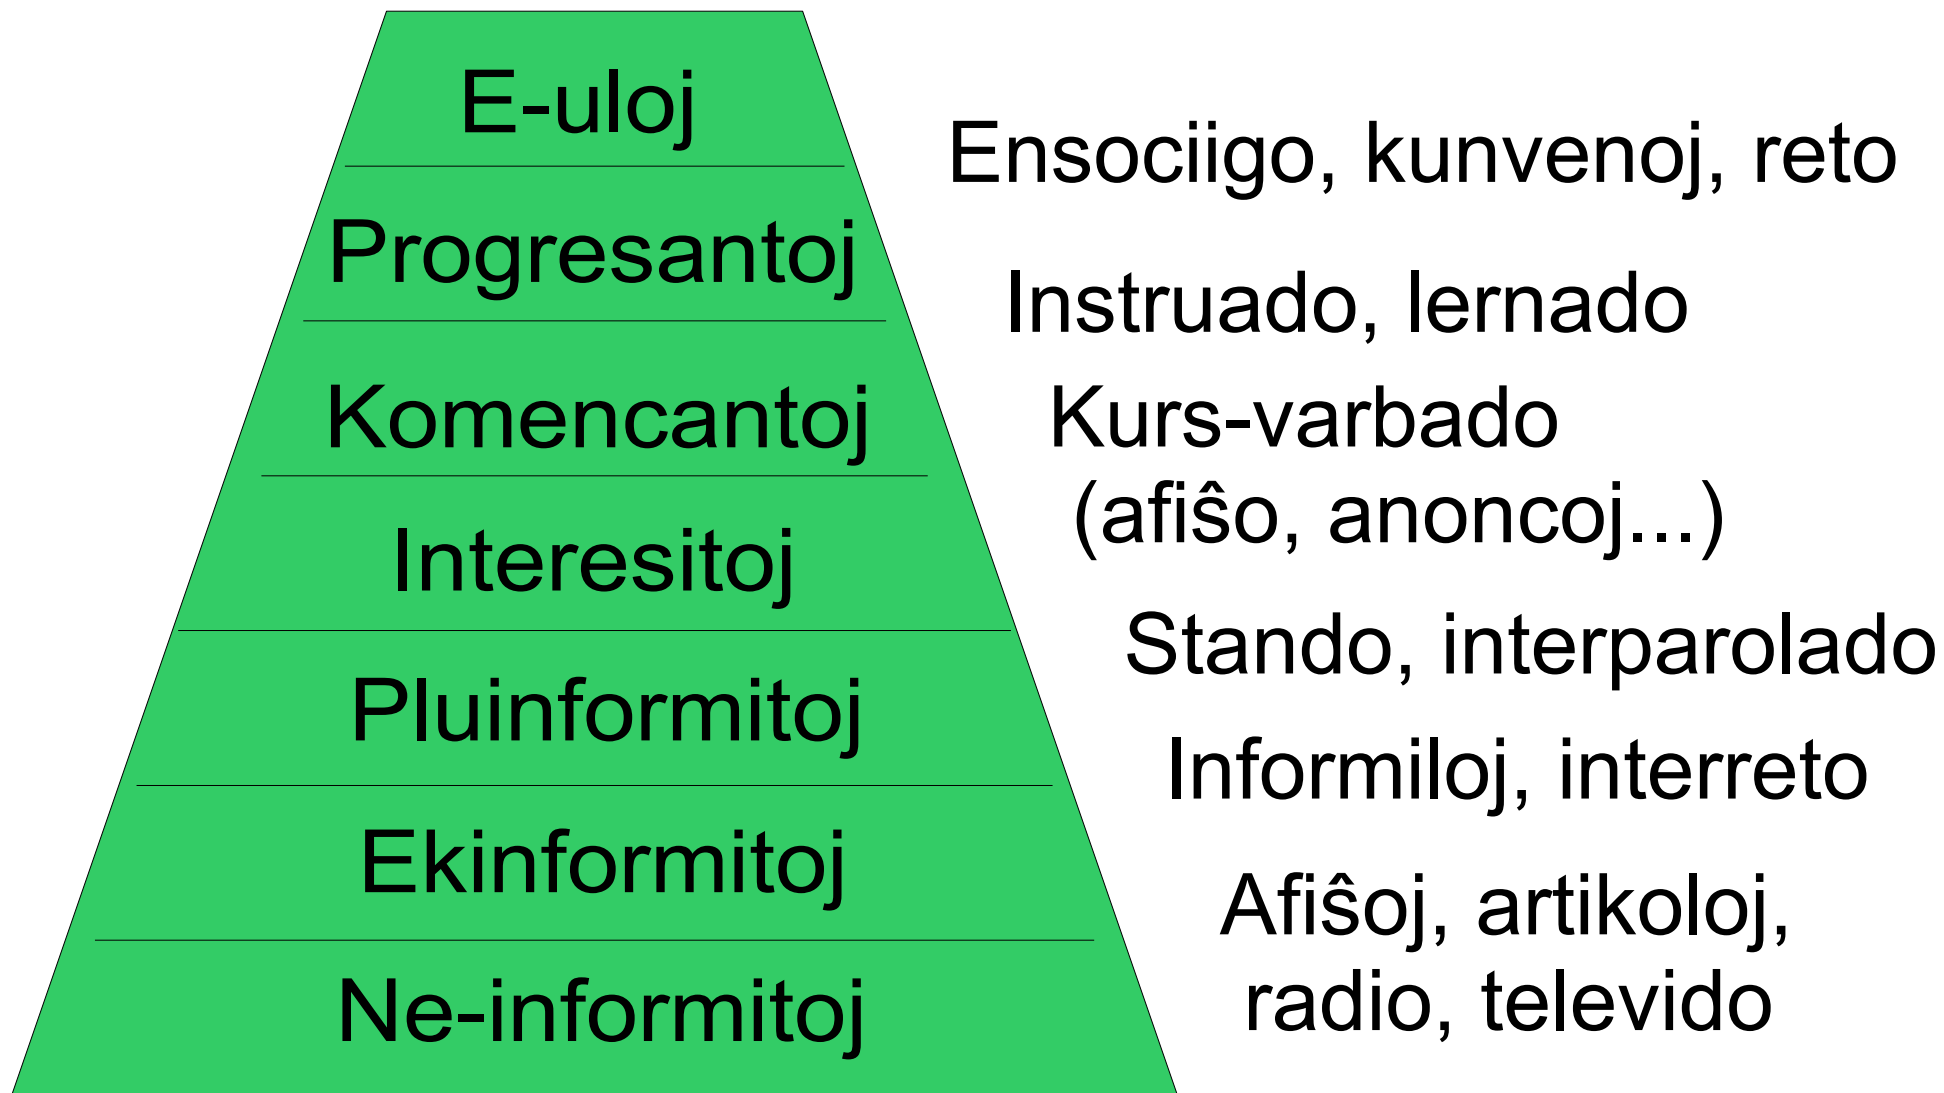 E-uloj
Ensociigo, kunvenoj, reto
Progresantoj
Instruado, lernado
Komencantoj
Kurs-varbado
(afiŝo, anoncoj...)
Interesitoj
Stando, interparolado
Pluinformitoj
Informiloj, interreto
Ekinformitoj
Afiŝoj, artikoloj,
radio, televido
Ne-informitoj